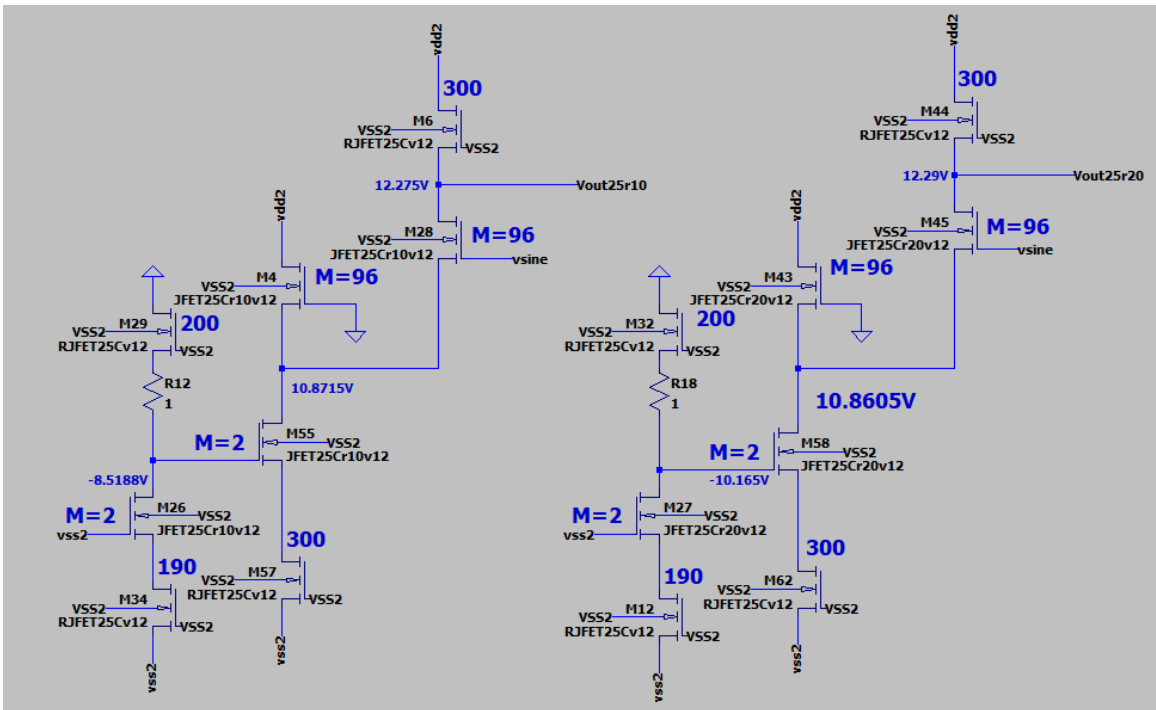 vdd2
300
M6
VSS2
RJFET25Cv12
VSS2
12.275V
Vout25r10
vdd2
M28
M=96
VSS2
JFET25Cr10v12
vsine
M4
M=96
VSS2
JFET25Cr10v12
M29
200
VSS2
RJFET25Cv12
VSS2
R12
1
10.8715V
M=2
M55
VSS2
JFET25Cr10v12
-8.5188V
M=2
M26
VSS2
vss2
JFET25Cr10v12
190
300
M57
VSS2
RJFET25Cv12
VSS2
M34
VSS2
RJFET25Cv12
VSS2
vss2
vss2
vdd2
300
M44
VSS2
RJFET25Cv12
VSS2
12.29V
Vout25r20
vdd2
M45
M=96
VSS2
JFET25Cr20v12
vsine
M43
M=96
VSS2
JFET25Cr20v12
M32
200
VSS2
RJFET25Cv12
VSS2
R18
1
10.8605V
M=2
M58
VSS2
JFET25Cr20v12
-10.165V
M=2
M27
VSS2
vss2
JFET25Cr20v12
190
300
M62
VSS2
RJFET25Cv12
VSS2
M12
VSS2
RJFET25Cv12
VSS2
vss2
vss2